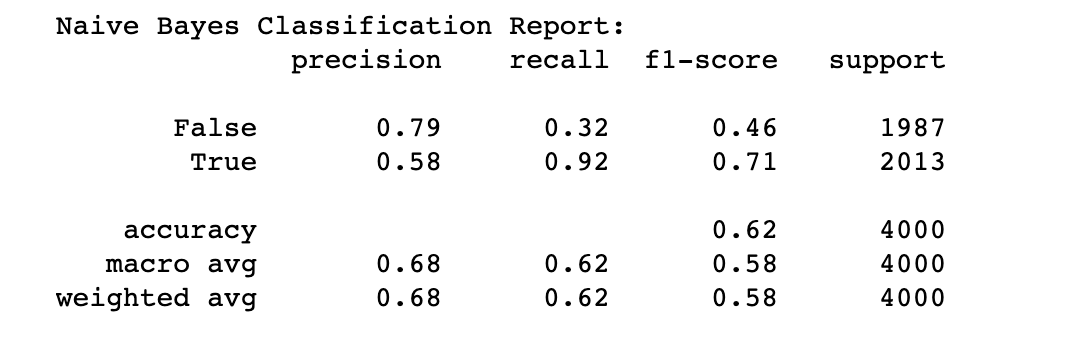 Naive Bayes Classification Report:
precision recall f1-score support
False 0.79 0.32 0.46 1987
True 0.58 0.92 0.71 2013
accuracy 0.62 4000
macro avg 0.68 0.62 0.58 4000
weighted avg 0.68 0.62 0.58 4000